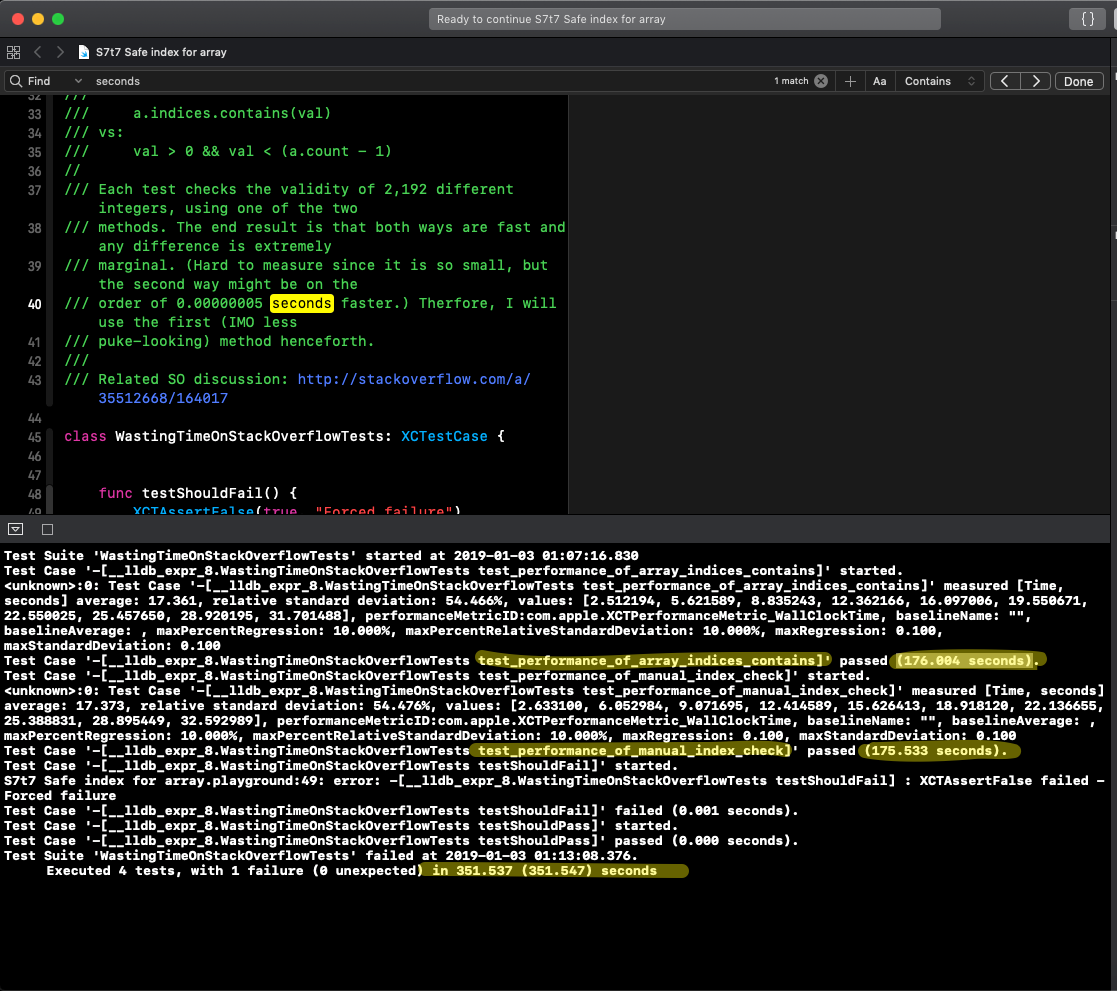 Ready to continue S7t7 Safe index for array
{ }
S7t7 Safe index for array
Find seconds 1 match Aa Contains Done
32 ///
33 ///     a.indices.contains(val)
34 /// vs:
35 ///     val > 0 && val < (a.count - 1)
36 //
37 /// Each test checks the validity of 2,192 different
integers, using one of the two
38 /// methods. The end result is that both ways are fast and
any difference is extremely
39 /// marginal. (Hard to measure since it is so small, but
the second way might be on the
40 /// order of 0.00000005 seconds faster.) Therfore, I will
use the first (IMO less
41 /// puke-looking) method henceforth.
42 ///
43 /// Related SO discussion: http://stackoverflow.com/a/
35512668/164017
44
45 class WastingTimeOnStackOverflowTests: XCTestCase {
46
47
48     func testShouldFail() {
49         XCTAssertFalse(true, "Forced failure")
Test Suite 'WastingTimeOnStackOverflowTests' started at 2019-01-03 01:07:16.830
Test Case '-[__lldb_expr_8.WastingTimeOnStackOverflowTests test_performance_of_array_indices_contains]' started.
<unknown>:0: Test Case '-[__lldb_expr_8.WastingTimeOnStackOverflowTests test_performance_of_array_indices_contains]' measured [Time,
seconds] average: 17.361, relative standard deviation: 54.466%, values: [2.512194, 5.621589, 8.835243, 12.362166, 16.097006, 19.550671,
22.550025, 25.457650, 28.920195, 31.701488], performanceMetricID:com.apple.XCTPerformanceMetric_WallClockTime, baselineName: "",
baselineAverage: , maxPercentRegression: 10.000%, maxPercentRelativeStandardDeviation: 10.000%, maxRegression: 0.100,
maxStandardDeviation: 0.100
Test Case '-[__lldb_expr_8.WastingTimeOnStackOverflowTests test_performance_of_array_indices_contains]' passed (176.004 seconds).
Test Case '-[__lldb_expr_8.WastingTimeOnStackOverflowTests test_performance_of_manual_index_check]' started.
<unknown>:0: Test Case '-[__lldb_expr_8.WastingTimeOnStackOverflowTests test_performance_of_manual_index_check]' measured [Time, seconds]
average: 17.373, relative standard deviation: 54.476%, values: [2.633100, 6.052984, 9.071695, 12.414589, 15.626413, 18.918120, 22.136655,
25.388831, 28.895449, 32.592989], performanceMetricID:com.apple.XCTPerformanceMetric_WallClockTime, baselineName: "", baselineAverage: ,
maxPercentRegression: 10.000%, maxPercentRelativeStandardDeviation: 10.000%, maxRegression: 0.100, maxStandardDeviation: 0.100
Test Case '-[__lldb_expr_8.WastingTimeOnStackOverflowTests test_performance_of_manual_index_check]' passed (175.533 seconds).
Test Case '-[__lldb_expr_8.WastingTimeOnStackOverflowTests testShouldFail]' started.
S7t7 Safe index for array.playground:49: error: -[__lldb_expr_8.WastingTimeOnStackOverflowTests testShouldFail] : XCTAssertFalse failed -
Forced failure
Test Case '-[__lldb_expr_8.WastingTimeOnStackOverflowTests testShouldFail]' failed (0.001 seconds).
Test Case '-[__lldb_expr_8.WastingTimeOnStackOverflowTests testShouldPass]' started.
Test Case '-[__lldb_expr_8.WastingTimeOnStackOverflowTests testShouldPass]' passed (0.000 seconds).
Test Suite 'WastingTimeOnStackOverflowTests' failed at 2019-01-03 01:13:08.376.
Executed 4 tests, with 1 failure (0 unexpected) in 351.537 (351.547) seconds